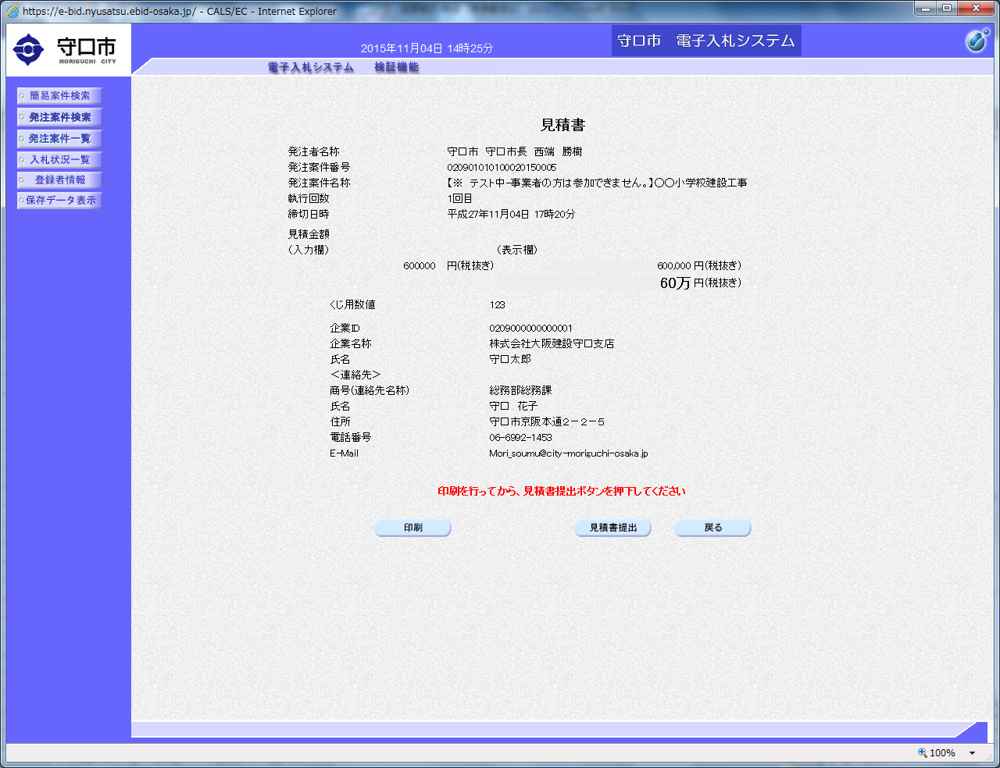 https://e-bid.nyusatsu.ebid-osaka.jp/ - CALS/EC - Internet Explorer
守口市
MORIGUCHI CITY
2015年11月04日 14時25分
守口市　電子入札システム
電子入札システム
検証機能
簡易案件検索
発注案件検索
発注案件一覧
入札状況一覧
登録者情報
保存データ表示
見積書
発注者名称 守口市　守口市長　西端　勝樹
発注案件番号 020901010100020150005
発注案件名称 【※　テスト中-事業者の方は参加できません。】〇〇小学校建設工事
執行回数 1回目
締切日時 平成27年11月04日 17時20分
見積金額
（入力欄） （表示欄）
600000 円(税抜き) 600,000 円(税抜き)
60万 円(税抜き)
くじ用数値 123
企業ID 0209000000000001
企業名称 株式会社大阪建設守口支店
氏名 守口太郎
＜連絡先＞
商号(連絡先名称) 総務部総務課
氏名 守口　花子
住所 守口市京阪本通２－２－５
電話番号 06-6992-1453
E-Mail Mori_soumu@city-moriguchi-osaka.jp
印刷を行ってから、見積書提出ボタンを押下してください
印刷
見積書提出
戻る
100%